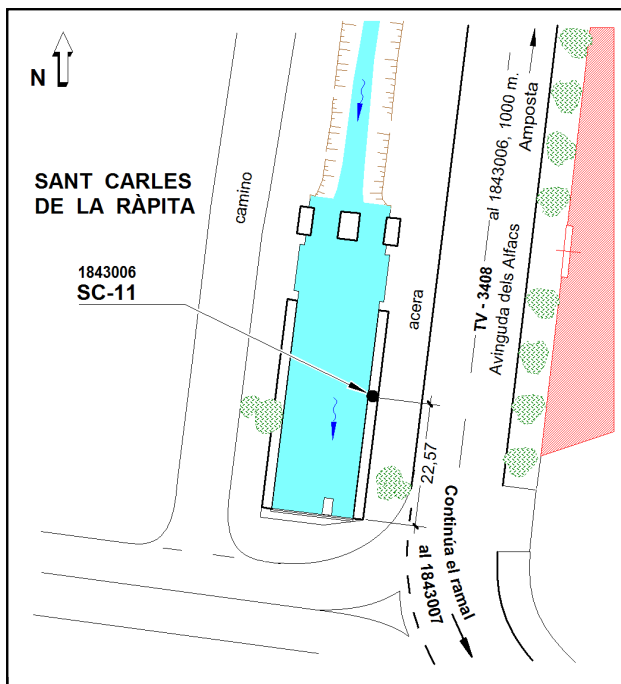 N
SANT CARLES
DE LA RÀPITA
camino
1843006
SC-11
acera
TV - 3408
al 1843006, 1000 m.
Avinguda dels Alfacs
Amposta
22,57
Continúa el ramal
al 1843007